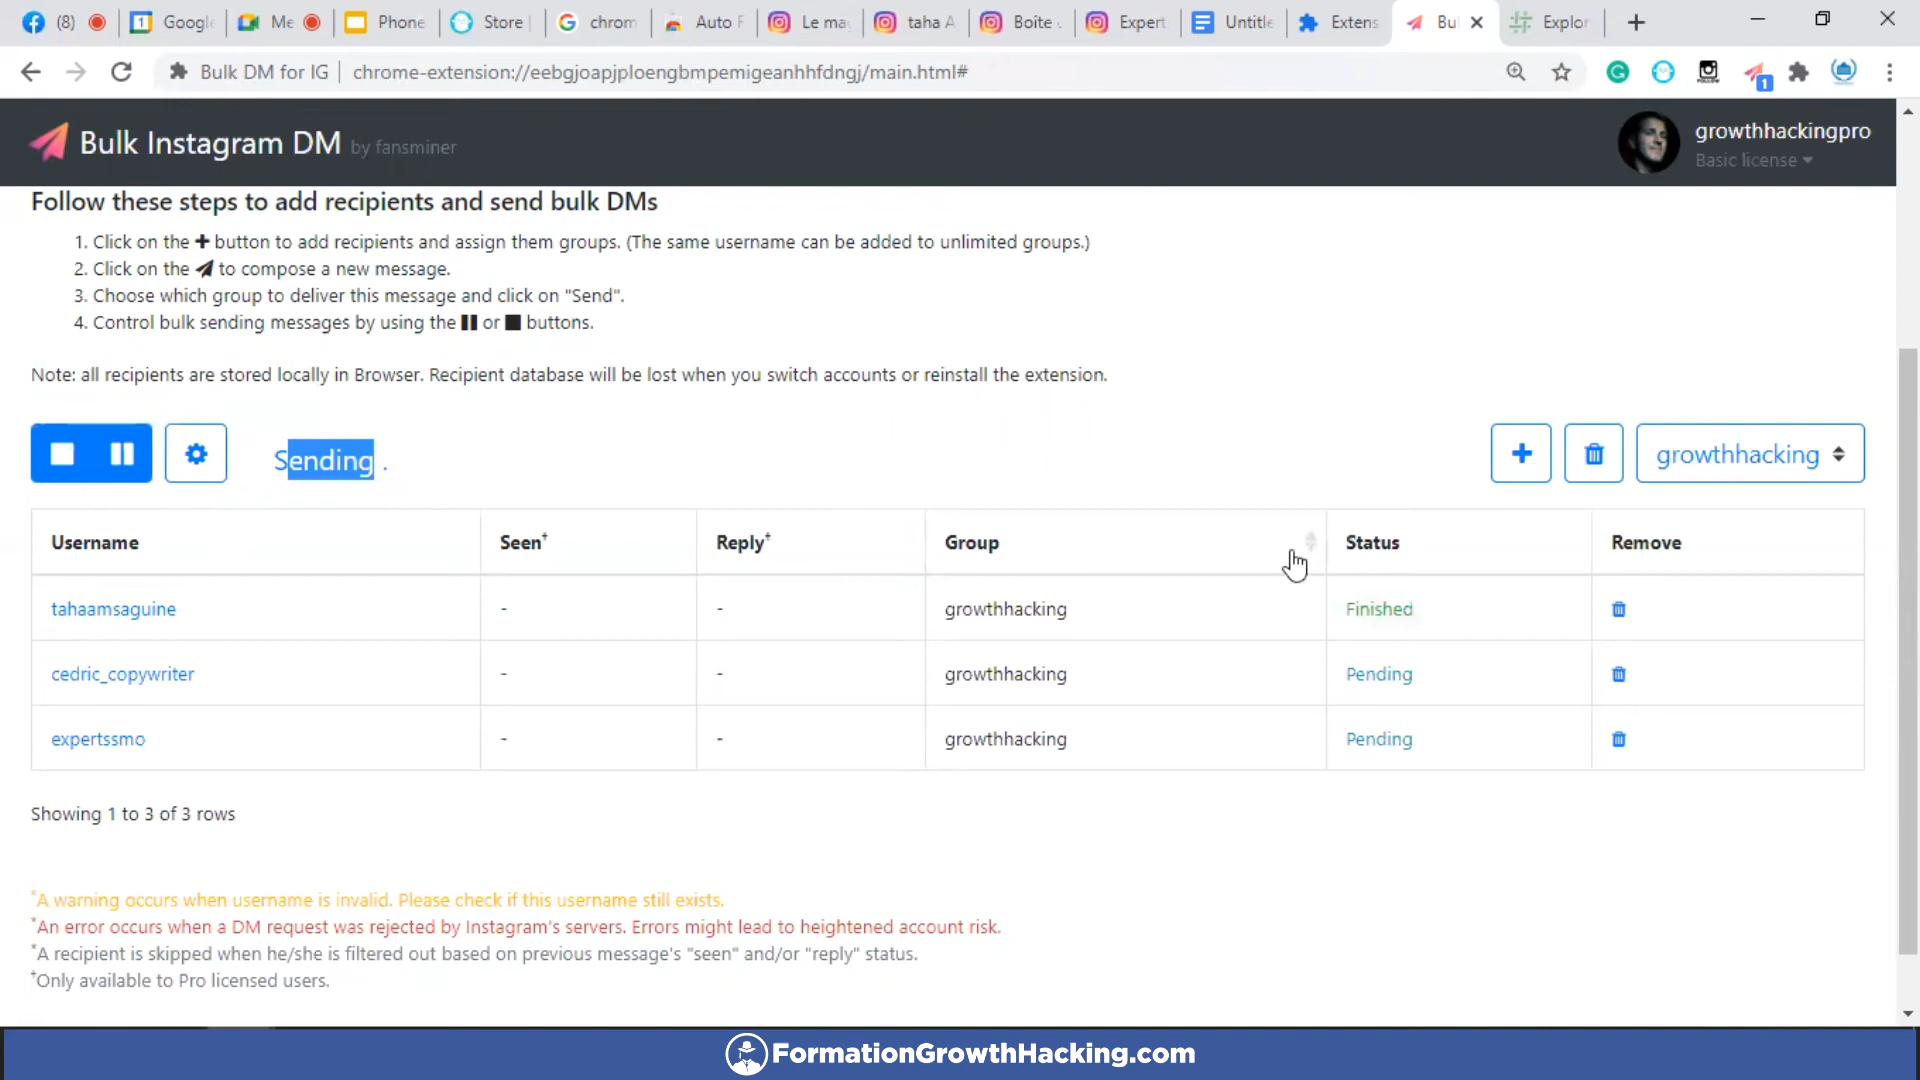 (8)
Google
Me
Phone
Store
chrom
Auto F
Le ma
taha A
Boîte
Expert
Untitle
Extens
Bu
Explor
Bulk DM for IG
chrome-extension://eebgjoapjploengbmpemigeanhhfdngj/main.html#
1
Bulk Instagram DM by fansminer
growthhackingpro
Basic license
Follow these steps to add recipients and send bulk DMs
1. Click on the + button to add recipients and assign them groups. (The same username can be added to unlimited groups.)
2. Click on the to compose a new message.
3. Choose which group to deliver this message and click on "Send".
4. Control bulk sending messages by using the or buttons.
Note: all recipients are stored locally in Browser. Recipient database will be lost when you switch accounts or reinstall the extension.
Sending .
growthhacking
Username Seen† Reply† Group Status Remove
tahaamsaguine - - growthhacking Finished
cedric_copywriter - - growthhacking Pending
expertssmo - - growthhacking Pending
Showing 1 to 3 of 3 rows
*A warning occurs when username is invalid. Please check if this username still exists.
*An error occurs when a DM request was rejected by Instagram's servers. Errors might lead to heightened account risk.
*A recipient is skipped when he/she is filtered out based on previous message's "seen" and/or "reply" status.
†Only available to Pro licensed users.
FormationGrowthHacking.com